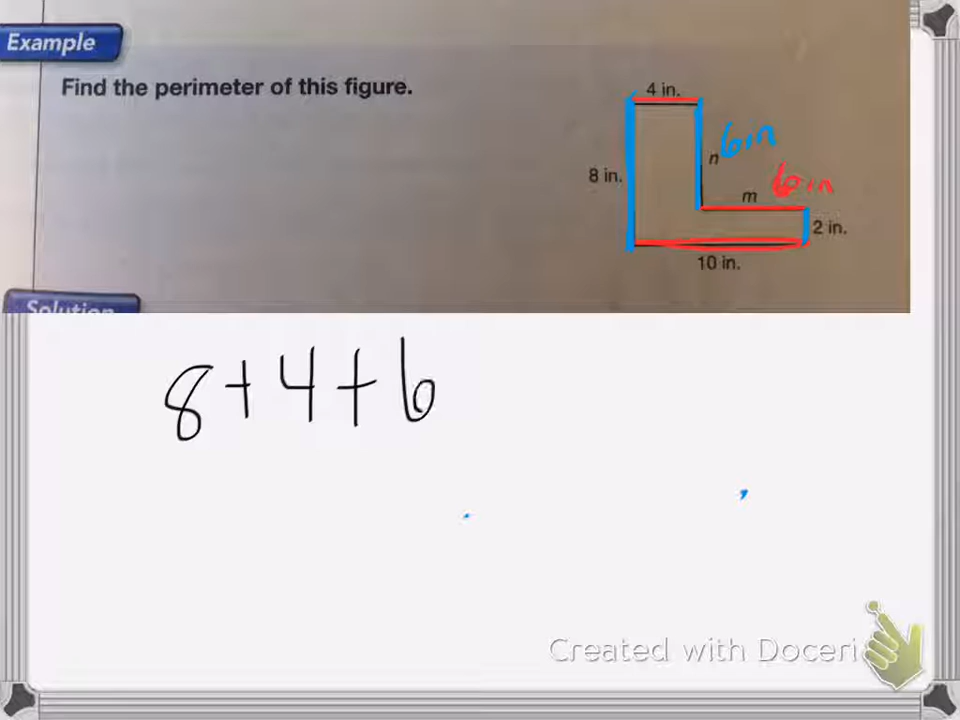 Example
Find the perimeter of this figure.
4 in.
8 in.
n 6in
m 6in
2 in.
10 in.
Solution
8+4+6
Created with Doceri